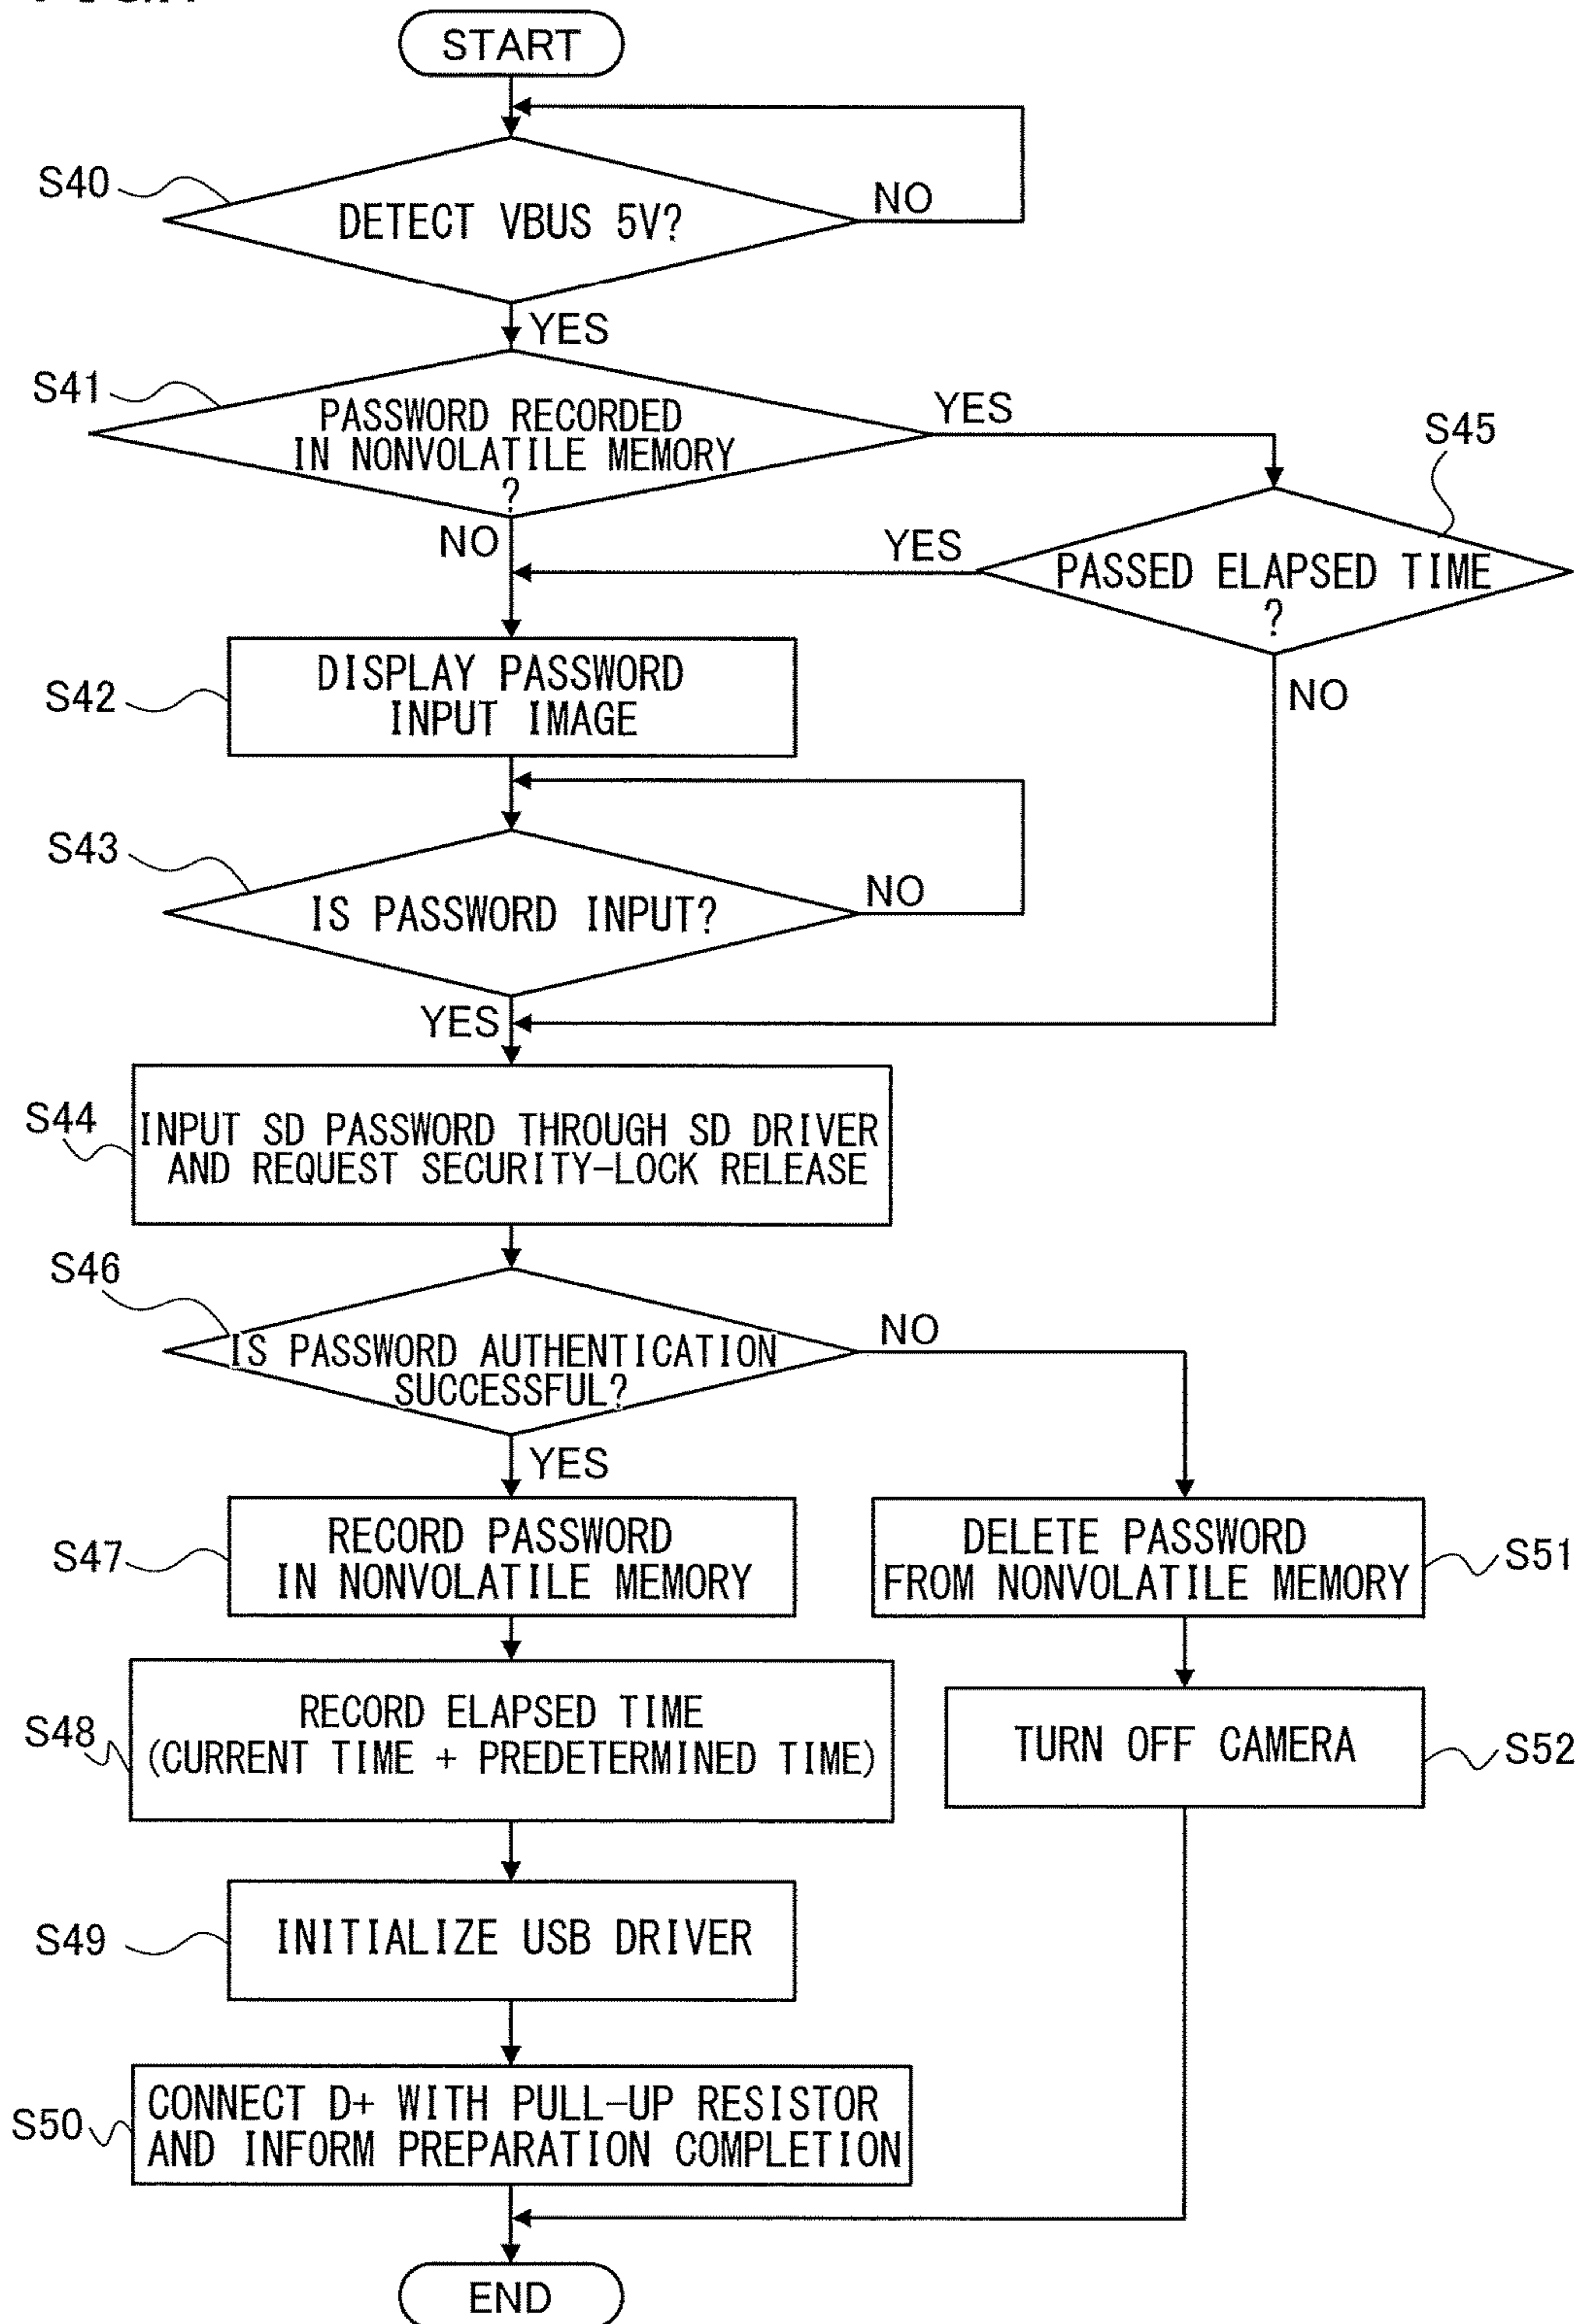 START
S40
DETECT VBUS 5V?
NO
YES
S41
PASSWORD RECORDED
IN NONVOLATILE MEMORY
?
YES
S45
NO
YES
PASSED ELAPSED TIME
?
NO
S42
DISPLAY PASSWORD
INPUT IMAGE
S43
IS PASSWORD INPUT?
NO
YES
S44
INPUT SD PASSWORD THROUGH SD DRIVER
AND REQUEST SECURITY-LOCK RELEASE
S46
IS PASSWORD AUTHENTICATION
SUCCESSFUL?
NO
YES
S47
RECORD PASSWORD
IN NONVOLATILE MEMORY
DELETE PASSWORD
FROM NONVOLATILE MEMORY
S51
S48
RECORD ELAPSED TIME
(CURRENT TIME + PREDETERMINED TIME)
TURN OFF CAMERA
S52
S49
INITIALIZE USB DRIVER
S50
CONNECT D+ WITH PULL-UP RESISTOR
AND INFORM PREPARATION COMPLETION
END